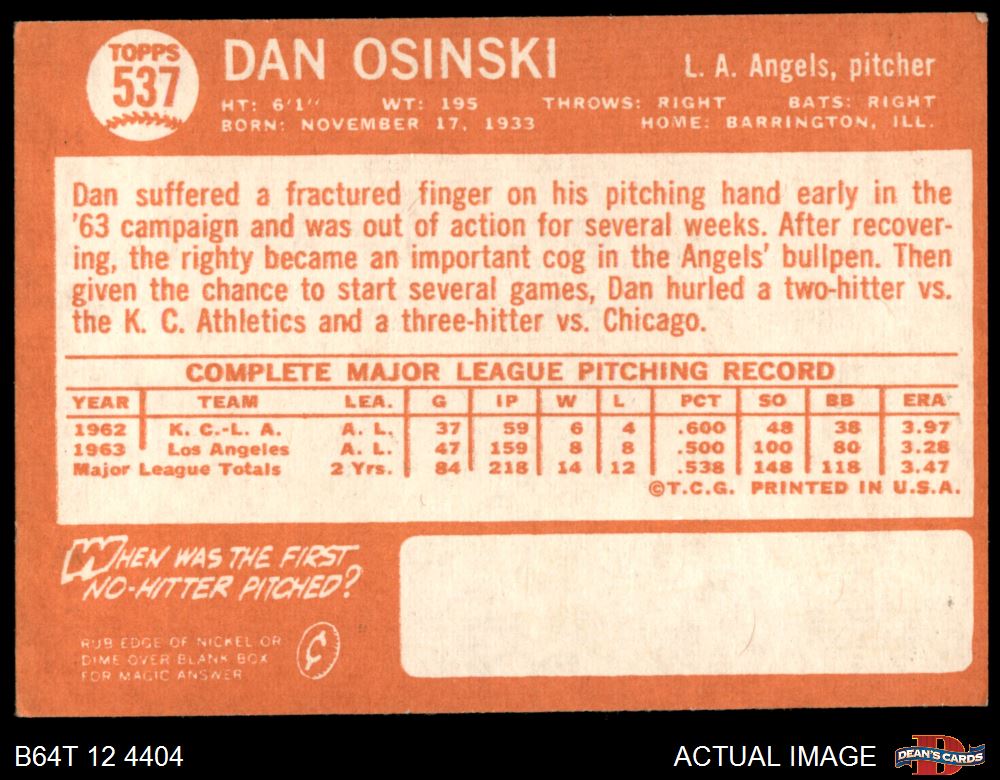 TOPPS
537
DAN OSINSKI
L. A. Angels, pitcher
HT: 6'1" WT: 195 THROWS: RIGHT BATS: RIGHT
BORN: NOVEMBER 17, 1933 HOME: BARRINGTON, ILL.
Dan suffered a fractured finger on his pitching hand early in the
'63 campaign and was out of action for several weeks. After recover-
ing, the righty became an important cog in the Angels' bullpen. Then
given the chance to start several games, Dan hurled a two-hitter vs.
the K. C. Athletics and a three-hitter vs. Chicago.
COMPLETE MAJOR LEAGUE PITCHING RECORD
YEAR TEAM LEA. G IP W L PCT SO BB ERA
1962 K. C.-L. A. A. L. 37 59 6 4 .600 48 38 3.97
1963 Los Angeles A. L. 47 159 8 8 .500 100 80 3.28
Major League Totals 2 Yrs. 84 218 14 12 .538 148 118 3.47
©T.C.G. PRINTED IN U.S.A.
WHEN WAS THE FIRST
NO-HITTER PITCHED?
RUB EDGE OF NICKEL OR
DIME OVER BLANK BOX
FOR MAGIC ANSWER
¢
B64T 12 4404
ACTUAL IMAGE
DEAN'S CARDS